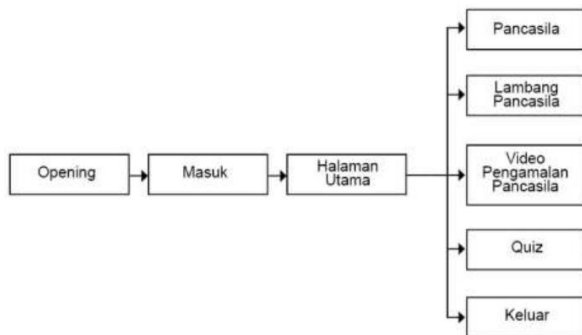 Pancasila
Lambang
Pancasila
Opening
Masuk
Halaman
Utama
Video
Pengamalan
Pancasila
Quiz
Keluar